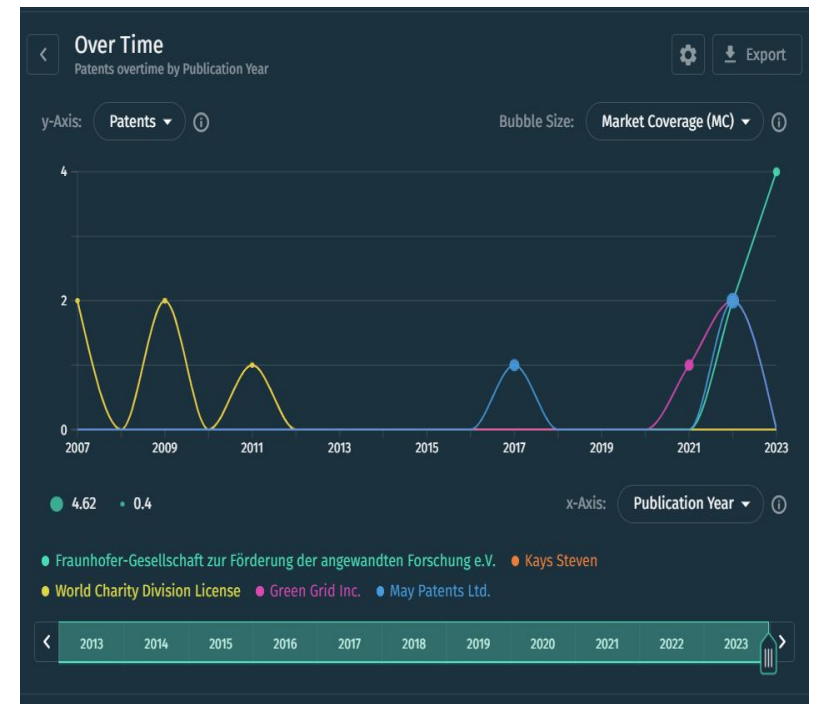 Over Time
Patents overtime by Publication Year
Export
y-Axis: Patents
Bubble Size: Market Coverage (MC)
4
2
0
2007 2009 2011 2013 2015 2017 2019 2021 2023
4.62 0.4
x-Axis: Publication Year
Fraunhofer-Gesellschaft zur Förderung der angewandten Forschung e.V. Kays Steven
World Charity Division License Green Grid Inc. May Patents Ltd.
2013 2014 2015 2016 2017 2018 2019 2020 2021 2022 2023